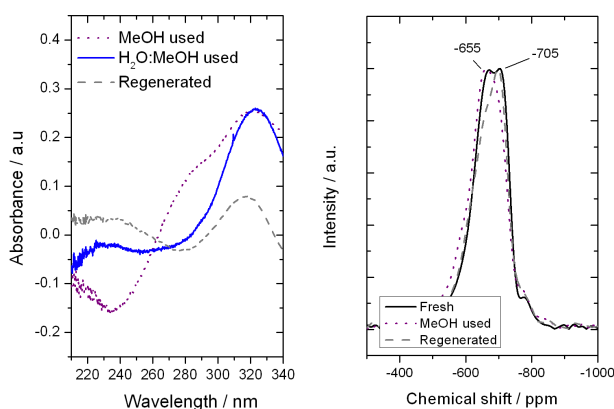 0.4
0.3
0.2
0.1
0.0
-0.1
-0.2
Absorbance / a.u
MeOH used
H₂O:MeOH used
Regenerated
220 240 260 280 300 320 340
Wavelength / nm
-655
-705
Intensity / a.u.
Fresh
MeOH used
Regenerated
-400 -600 -800 -1000
Chemical shift / ppm